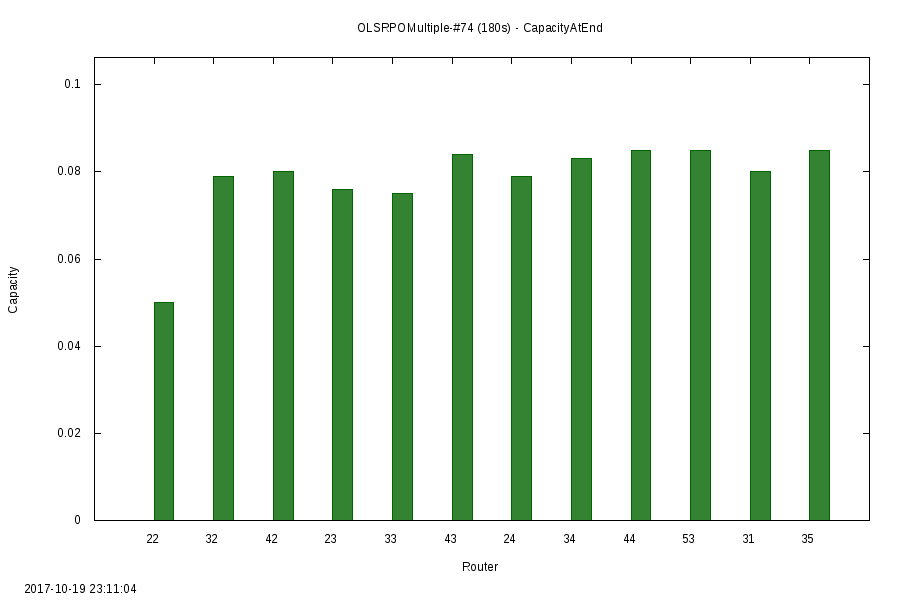 OLSRPOMultiple-#74 (180s) - CapacityAtEnd
0.1
0.08
0.06
0.04
0.02
0
Capacity
22 32 42 23 33 43 24 34 44 53 31 35
Router
2017-10-19 23:11:04